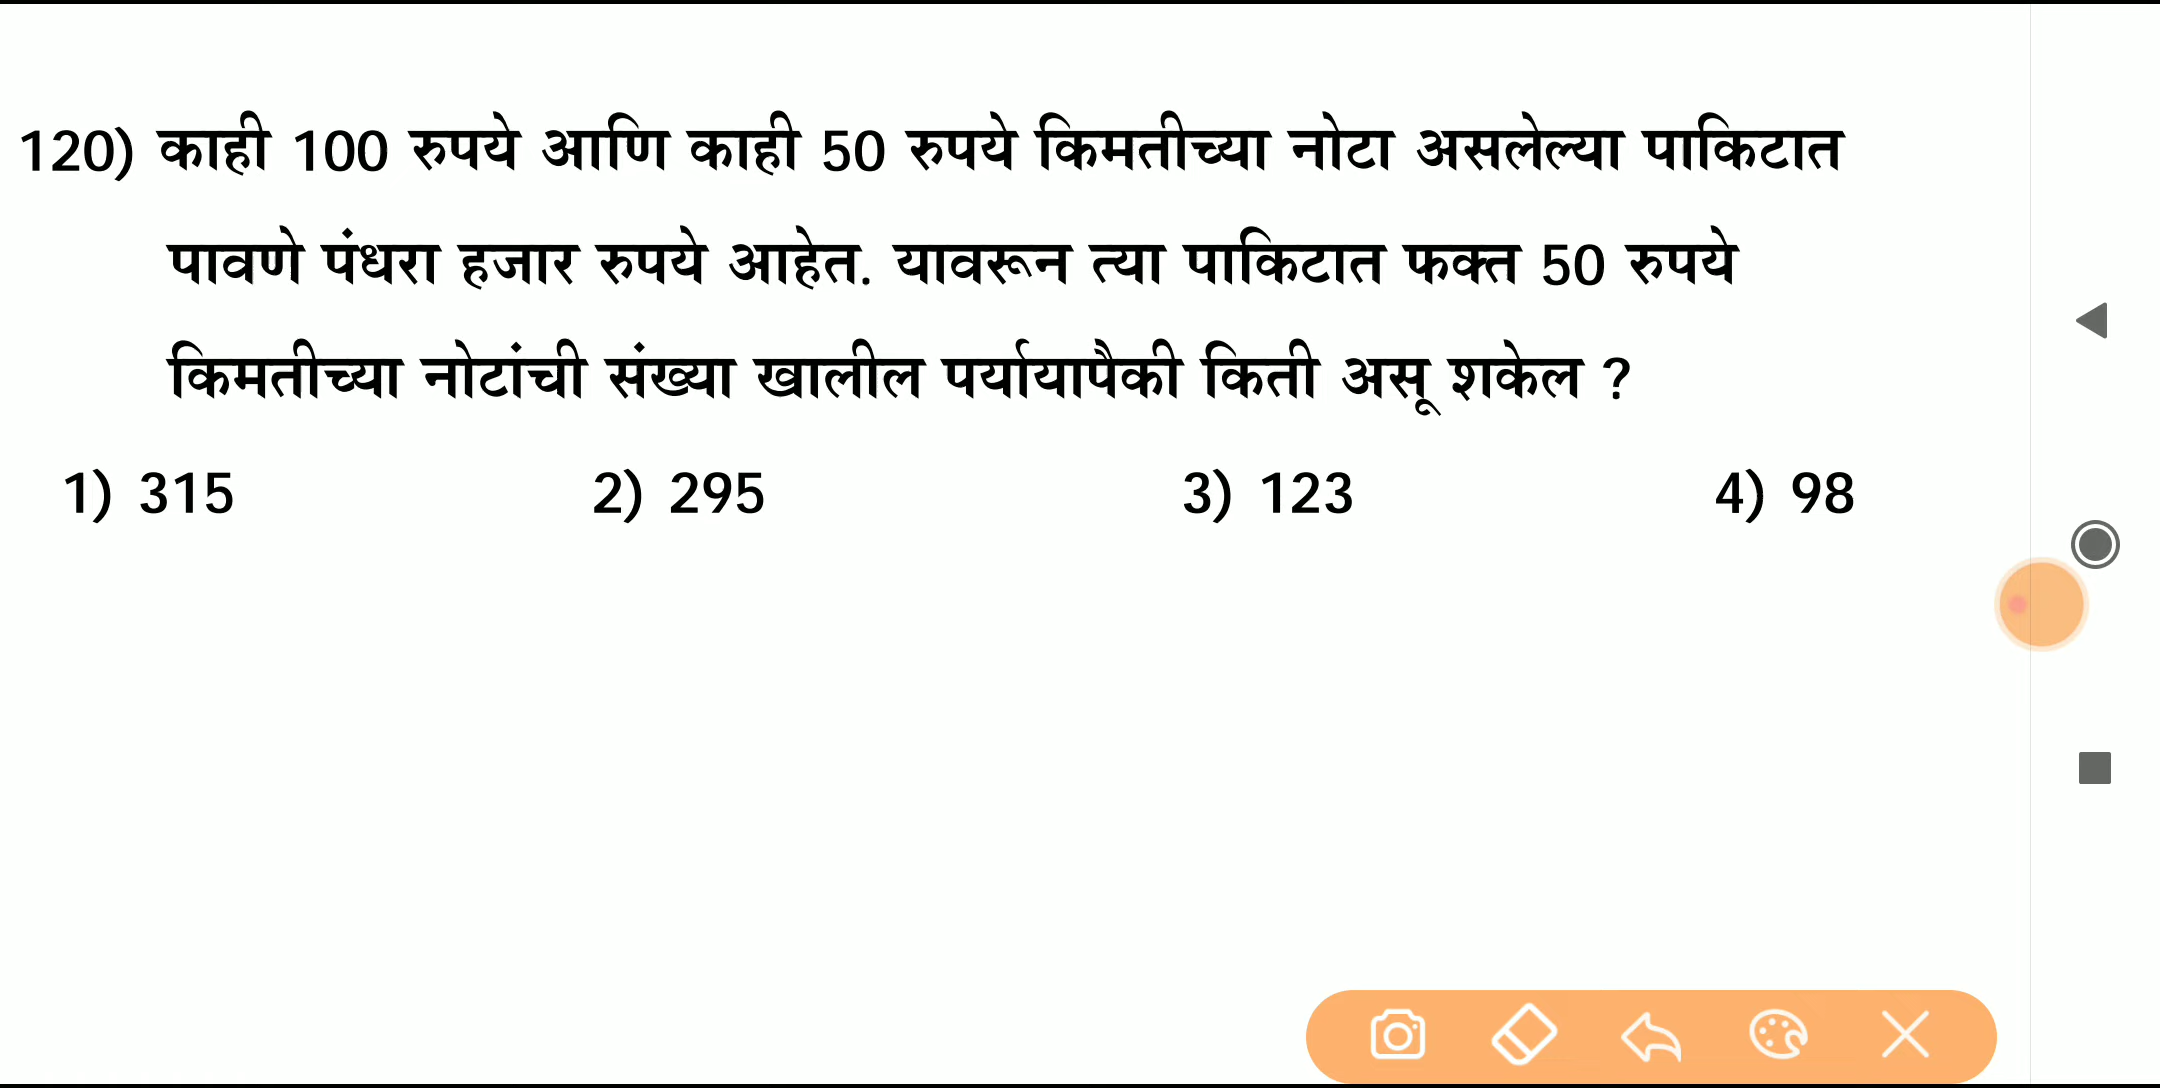 120) काही 100 रुपये आणि काही 50 रुपये किमतीच्या नोटा असलेल्या पाकिटात
पावणे पंधरा हजार रुपये आहेत. यावरून त्या पाकिटात फक्त 50 रुपये
किमतीच्या नोटांची संख्या खालील पर्यायापैकी किती असू शकेल ?
1) 315 2) 295 3) 123 4) 98